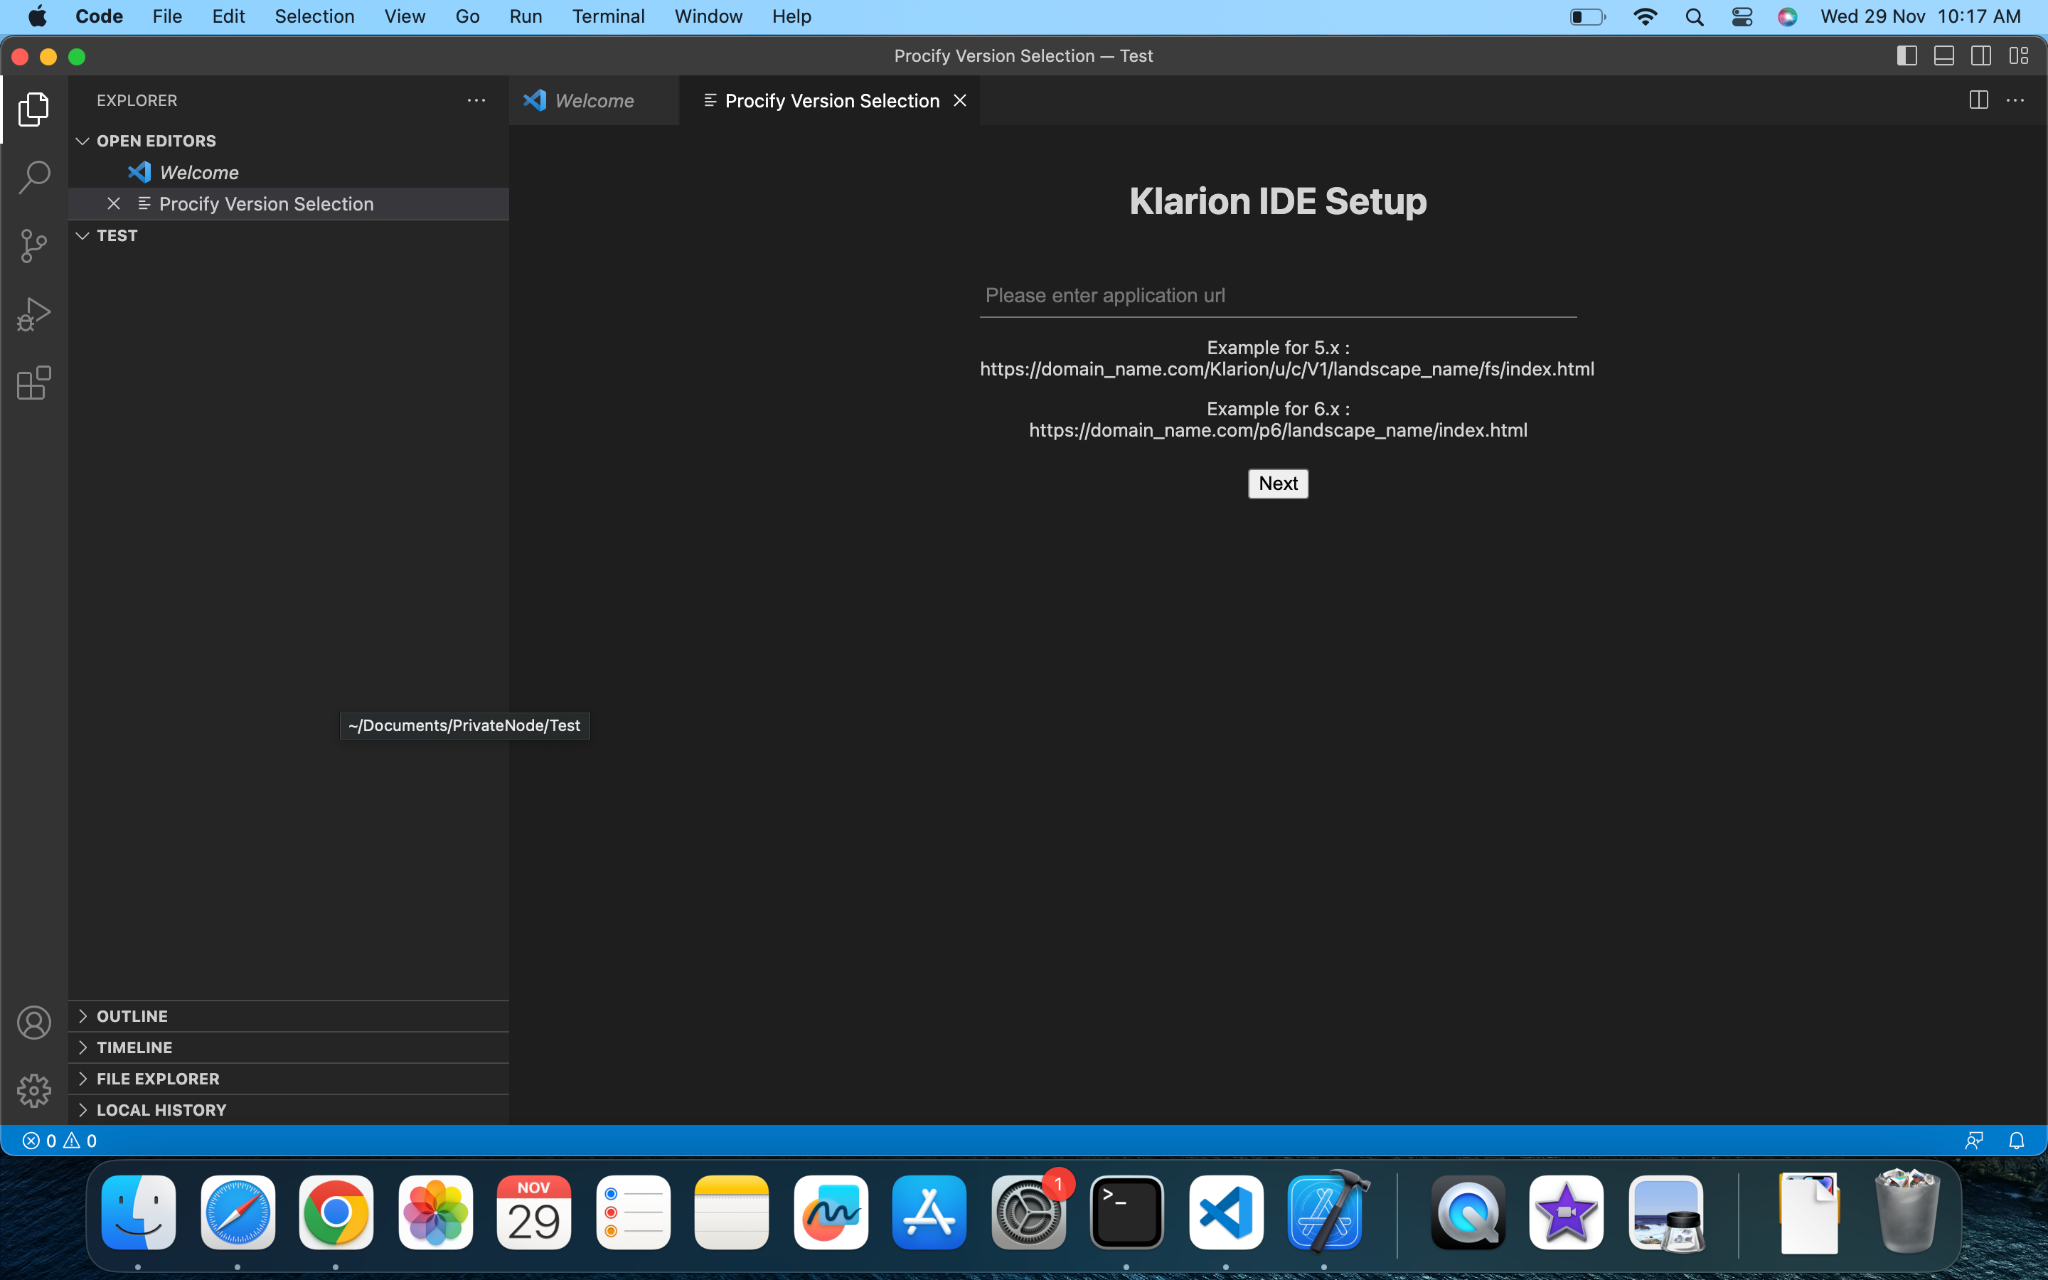 Code File Edit Selection View Go Run Terminal Window Help Wed 29 Nov 10:17 AM
Procify Version Selection — Test
EXPLORER
Welcome
Procify Version Selection
OPEN EDITORS
Welcome
Procify Version Selection
TEST
Klarion IDE Setup
Please enter application url
Example for 5.x :
https://domain_name.com/Klarion/u/c/V1/landscape_name/fs/index.html
Example for 6.x :
https://domain_name.com/p6/landscape_name/index.html
Next
~/Documents/PrivateNode/Test
OUTLINE
TIMELINE
FILE EXPLORER
LOCAL HISTORY
0 0
NOV
29
1
>_